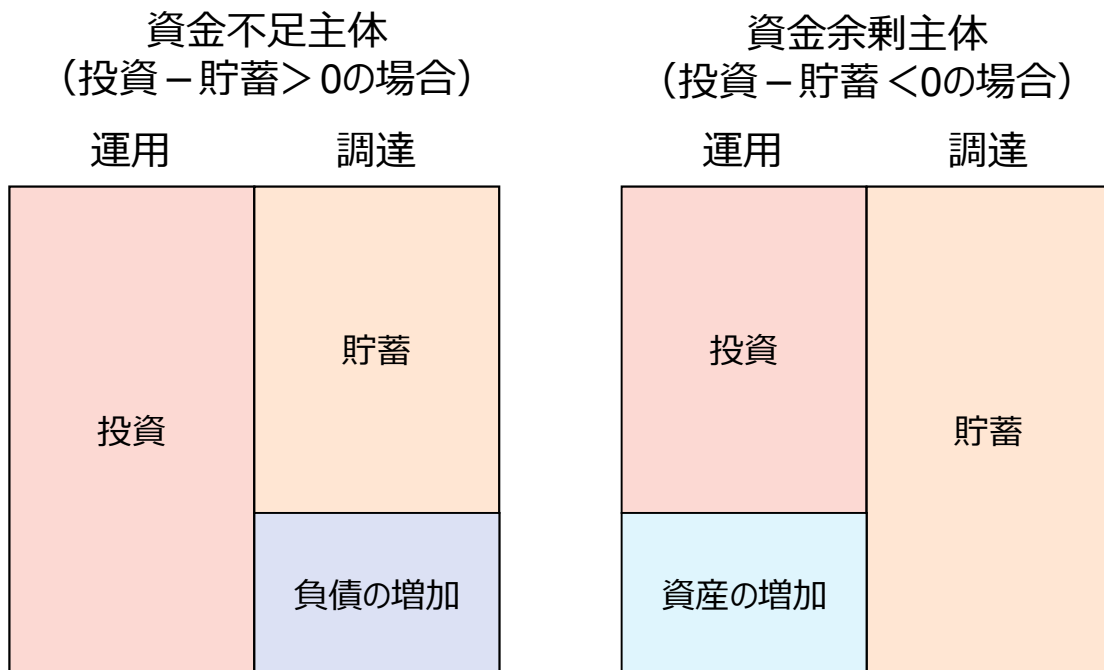 資金不足主体
（投資－貯蓄＞0の場合）
運用
調達
投資
貯蓄
負債の増加
資金余剰主体
（投資－貯蓄＜0の場合）
運用
調達
投資
資産の増加
貯蓄